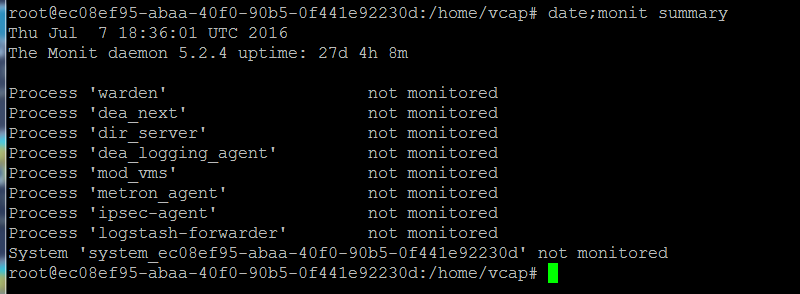 root@ec08ef95-abaa-40f0-90b5-0f441e92230d:/home/vcap# date;monit summary
Thu Jul  7 18:36:01 UTC 2016
The Monit daemon 5.2.4 uptime: 27d 4h 8m

Process 'warden'                    not monitored
Process 'dea_next'                  not monitored
Process 'dir_server'                not monitored
Process 'dea_logging_agent'         not monitored
Process 'mod_vms'                   not monitored
Process 'metron_agent'              not monitored
Process 'ipsec-agent'               not monitored
Process 'logstash-forwarder'        not monitored
System 'system_ec08ef95-abaa-40f0-90b5-0f441e92230d' not monitored
root@ec08ef95-abaa-40f0-90b5-0f441e92230d:/home/vcap#